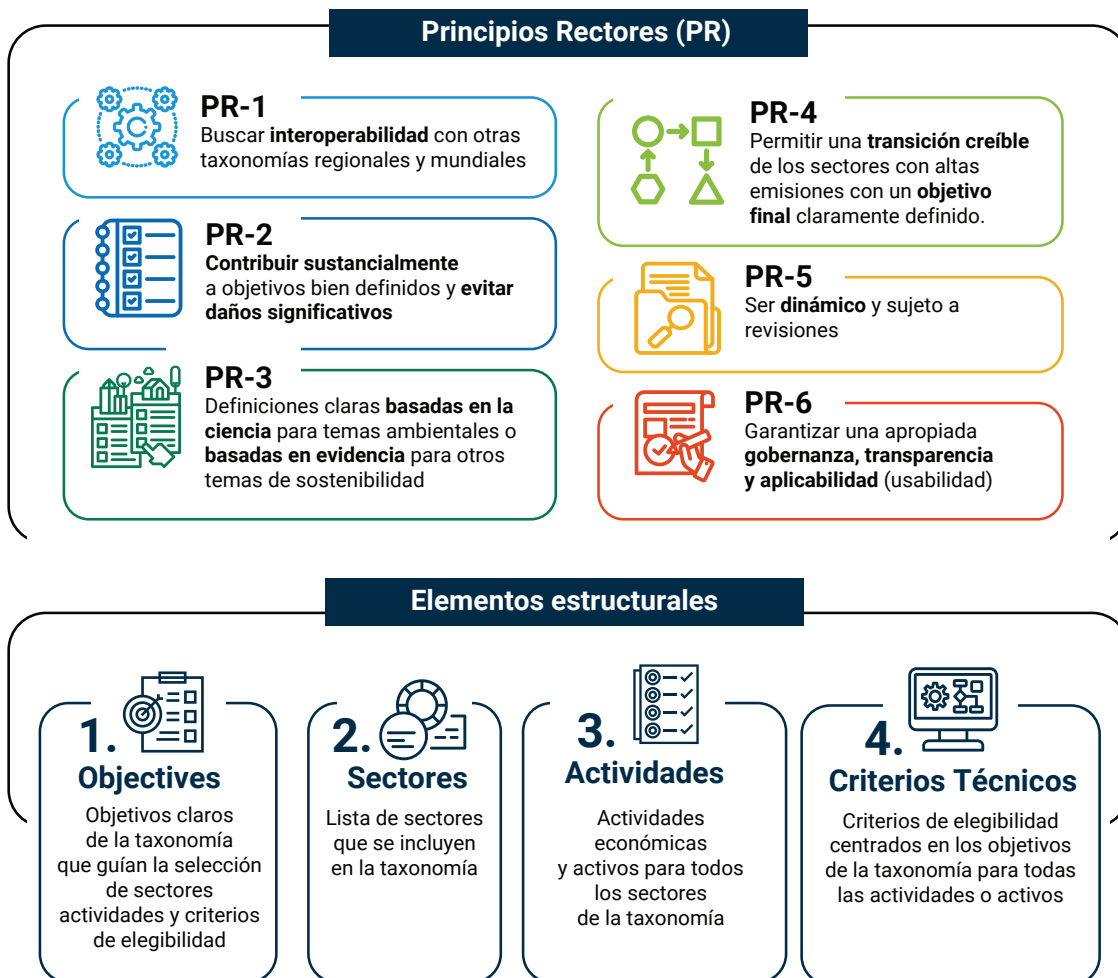 Principios Rectores (PR)
PR-1
Buscar interoperabilidad con otras
taxonomías regionales y mundiales
PR-2
Contribuir sustancialmente
a objetivos bien definidos y evitar
daños significativos
PR-3
Definiciones claras basadas en la
ciencia para temas ambientales o
basadas en evidencia para otros
temas de sostenibilidad
PR-4
Permitir una transición creíble
de los sectores con altas
emisiones con un objetivo
final claramente definido.
PR-5
Ser dinámico y sujeto a
revisiones
PR-6
Garantizar una apropiada
gobernanza, transparencia
y aplicabilidad (usabilidad)
Elementos estructurales
1.
Objectives
Objetivos claros
de la taxonomía
que guían la selección
de sectores
actividades y criterios
de elegibilidad
2.
Sectores
Lista de sectores
que se incluyen
en la taxonomía
3.
Actividades
Actividades
económicas
y activos para todos
los sectores
de la taxonomía
4.
Criterios Técnicos
Criterios de elegibilidad
centrados en los objetivos
de la taxonomía para todas
las actividades o activos